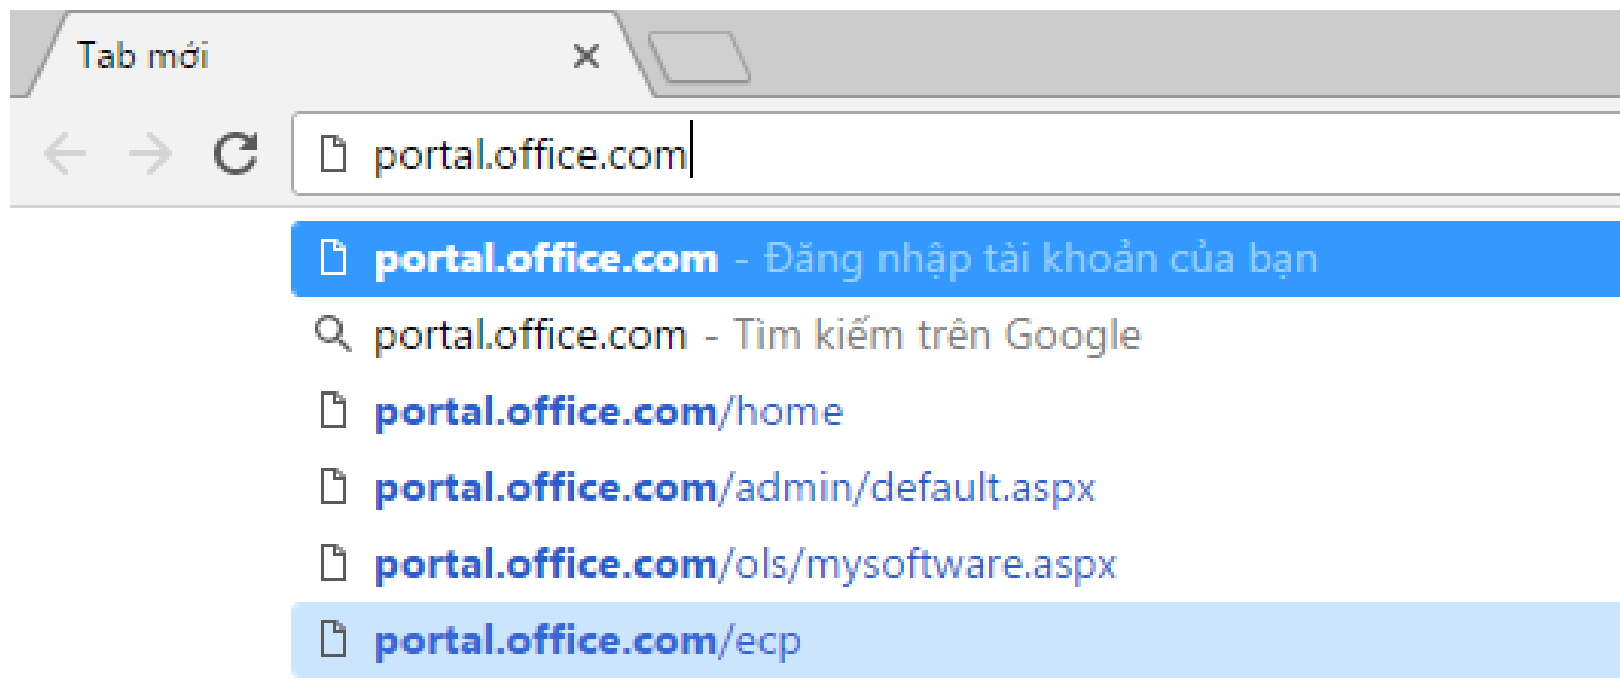 Tab mới
portal.office.com
portal.office.com - Đăng nhập tài khoản của bạn
portal.office.com - Tìm kiếm trên Google
portal.office.com/home
portal.office.com/admin/default.aspx
portal.office.com/ols/mysoftware.aspx
portal.office.com/ecp